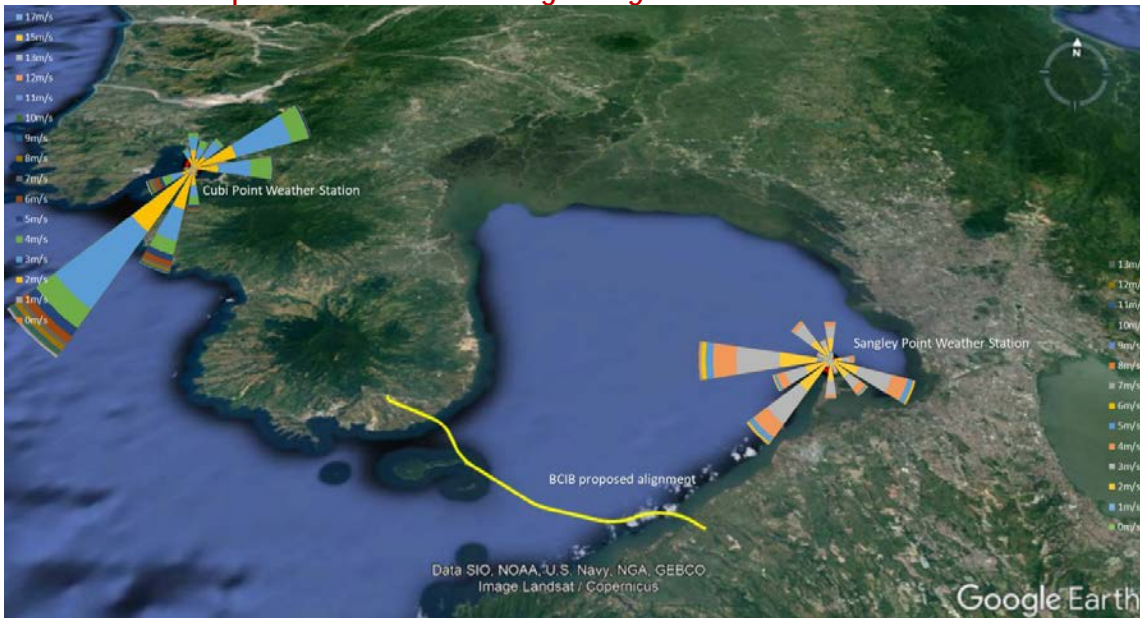 17m/s
15m/s
13m/s
12m/s
11m/s
10m/s
9m/s
8m/s
7m/s
6m/s
5m/s
4m/s
3m/s
2m/s
1m/s
0m/s
N
Cubi Point Weather Station
Sangley Point Weather Station
13m/
12m/
11m/
10m/
9m/s
8m/s
7m/s
6m/s
5m/s
4m/s
3m/s
2m/s
1m/s
0m/s
BCIB proposed alignment
Data SIO, NOAA, U.S. Navy, NGA, GEBCO
Image Landsat / Copernicus
Google Earth